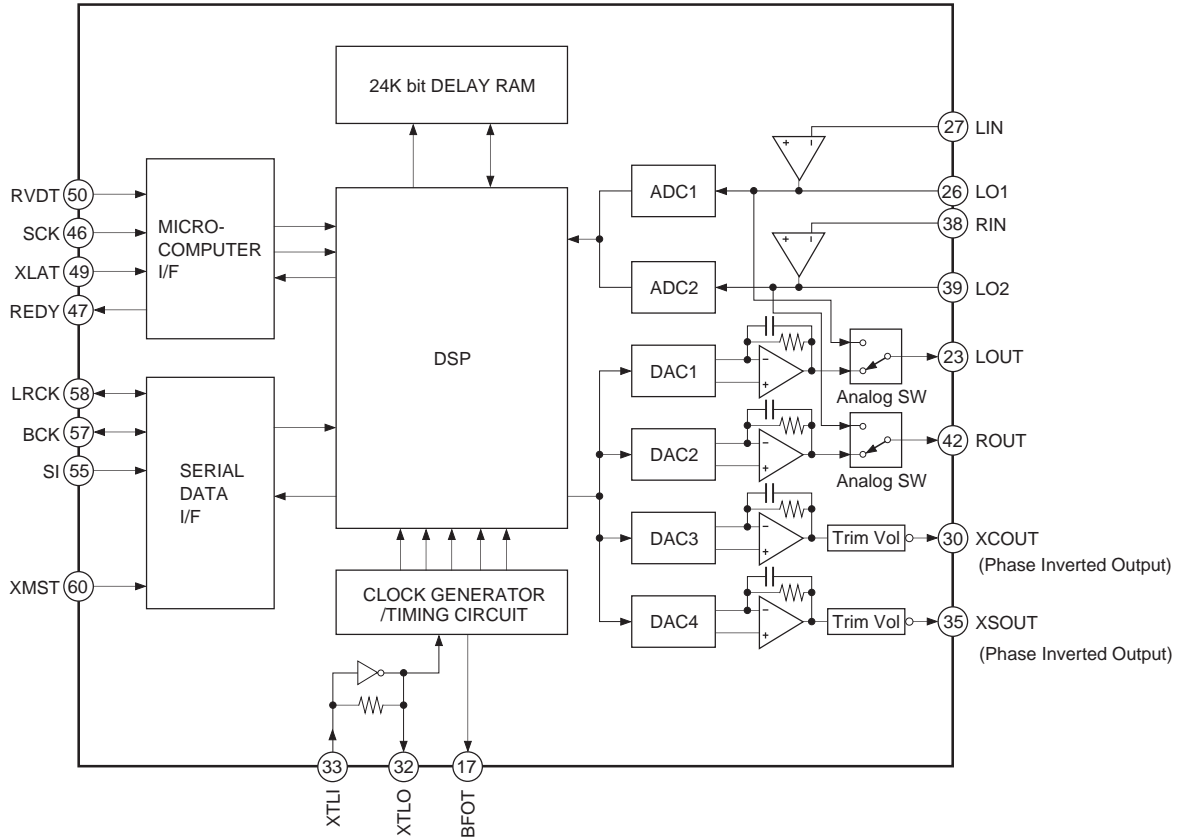 24K bit DELAY RAM
RVDT 50
SCK 46
XLAT 49
REDY 47
MICRO-
COMPUTER
I/F
LRCK 58
BCK 57
SI 55
XMST 60
SERIAL
DATA
I/F
DSP
CLOCK GENERATOR
/TIMING CIRCUIT
33 XTLI
32 XTLO
17 BFOT
ADC1
ADC2
DAC1
DAC2
DAC3
DAC4
+ −
+ −
−
+
−
+
−
+
−
+
Analog SW
Analog SW
Trim Vol
Trim Vol
27 LIN
26 LO1
38 RIN
39 LO2
23 LOUT
42 ROUT
30 XCOUT
(Phase Inverted Output)
35 XSOUT
(Phase Inverted Output)